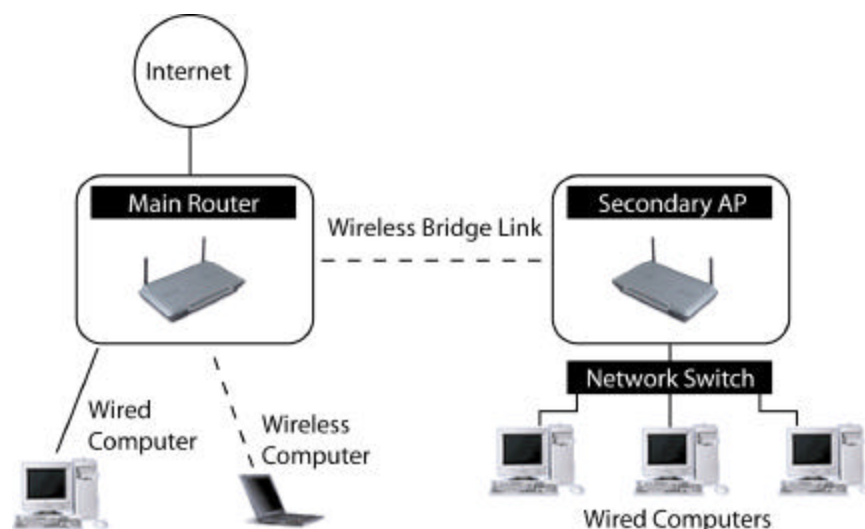 Internet
Main Router
Wireless Bridge Link
Secondary AP
Network Switch
Wired
Computer
Wireless
Computer
Wired Computers